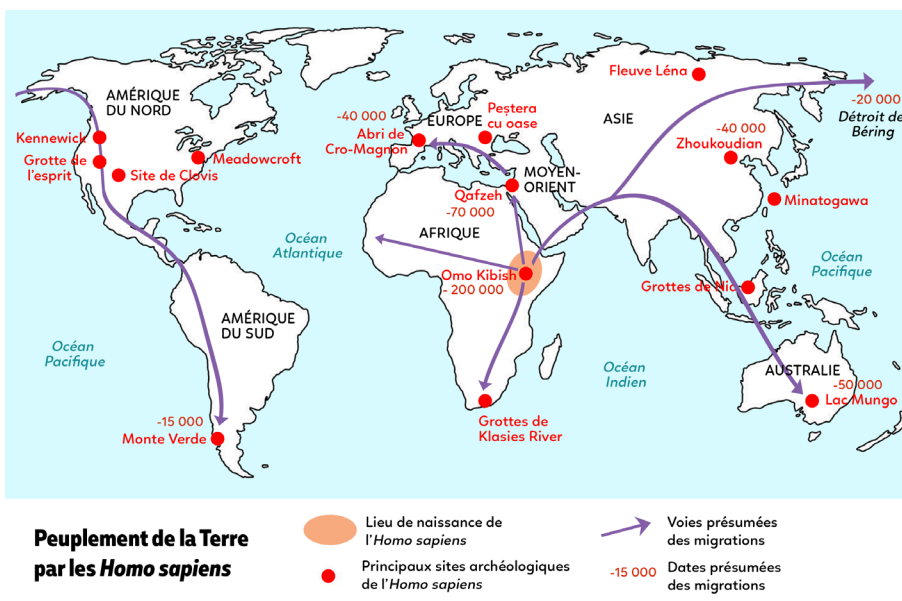 AMÉRIQUE
DU NORD
Kennewick
Grotte de
l'esprit
Site de Clovis
Meadowcroft
Océan
Atlantique
Océan
Pacifique
AMÉRIQUE
DU SUD
-15 000
Monte Verde
-40 000
EUROPE
Abri de
Cro-Magnon
Peștera
cu oase
MOYEN-
ORIENT
Qafzeh
-70 000
AFRIQUE
Omo Kibish
- 200 000
Grottes de
Klasies River
ASIE
Fleuve Léna
-20 000
Détroit de
Béring
-40 000
Zhoukoudian
Minatogawa
Océan
Pacifique
Grottes de Nia
Océan
Indien
AUSTRALIE
-50 000
Lac Mungo
Peuplement de la Terre
par les Homo sapiens
Lieu de naissance de
l'Homo sapiens
Principaux sites archéologiques
de l'Homo sapiens
Voies présumées
des migrations
-15 000
Dates présumées
des migrations